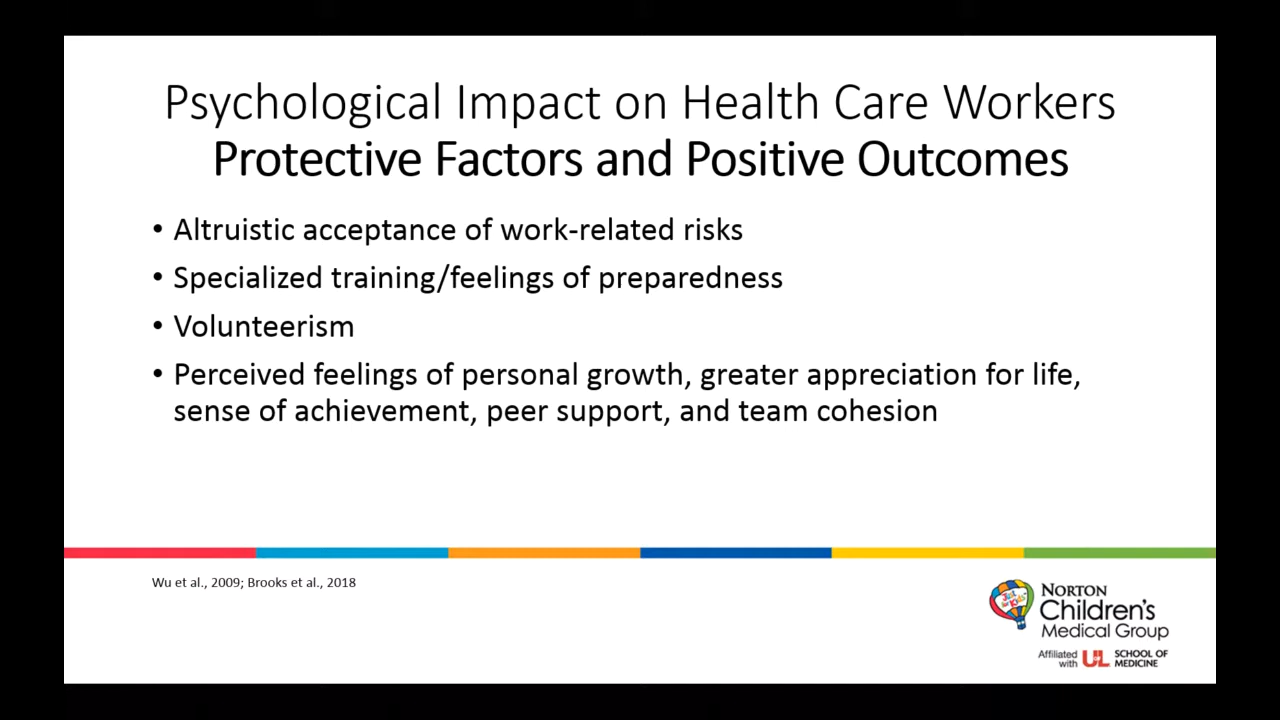 Psychological Impact on Health Care Workers
Protective Factors and Positive Outcomes
• Altruistic acceptance of work-related risks
• Specialized training/feelings of preparedness
• Volunteerism
• Perceived feelings of personal growth, greater appreciation for life,
sense of achievement, peer support, and team cohesion
Wu et al., 2009; Brooks et al., 2018
Just for Kids
NORTON
Children's
Medical Group
Affiliated with UL SCHOOL OF MEDICINE